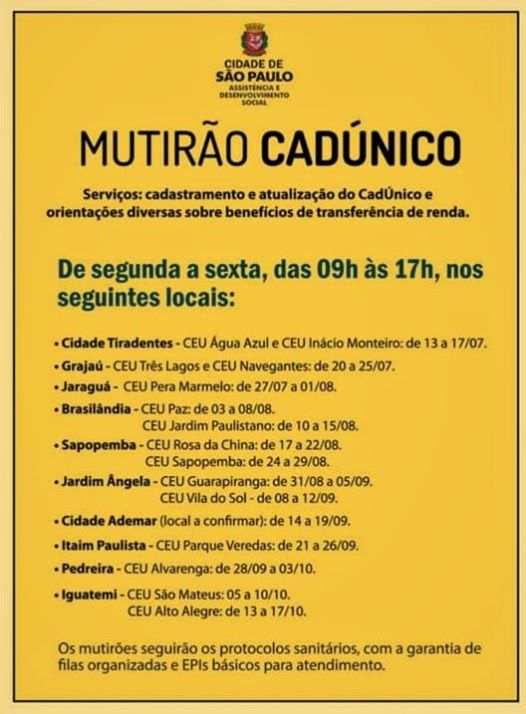 CIDADE DE
SÃO PAULO
ASSISTÊNCIA E
DESENVOLVIMENTO
SOCIAL
MUTIRÃO CADÚNICO
Serviços: cadastramento e atualização do CadÚnico e
orientações diversas sobre benefícios de transferência de renda.
De segunda a sexta, das 09h às 17h, nos
seguintes locais:
• Cidade Tiradentes - CEU Água Azul e CEU Inácio Monteiro: de 13 a 17/07.
• Grajaú - CEU Três Lagos e CEU Navegantes: de 20 a 25/07.
• Jaraguá - CEU Pera Marmelo: de 27/07 a 01/08.
• Brasilândia - CEU Paz: de 03 a 08/08.
CEU Jardim Paulistano: de 10 a 15/08.
• Sapopemba - CEU Rosa da China: de 17 a 22/08.
CEU Sapopemba: de 24 a 29/08.
• Jardim Ângela - CEU Guarapiranga: de 31/08 a 05/09.
CEU Vila do Sol - de 08 a 12/09.
• Cidade Ademar (local a confirmar): de 14 a 19/09.
• Itaim Paulista - CEU Parque Veredas: de 21 a 26/09.
• Pedreira - CEU Alvarenga: de 28/09 a 03/10.
• Iguatemi - CEU São Mateus: 05 a 10/10.
CEU Alto Alegre: de 13 a 17/10.
Os mutirões seguirão os protocolos sanitários, com a garantia de
filas organizadas e EPIs básicos para atendimento.